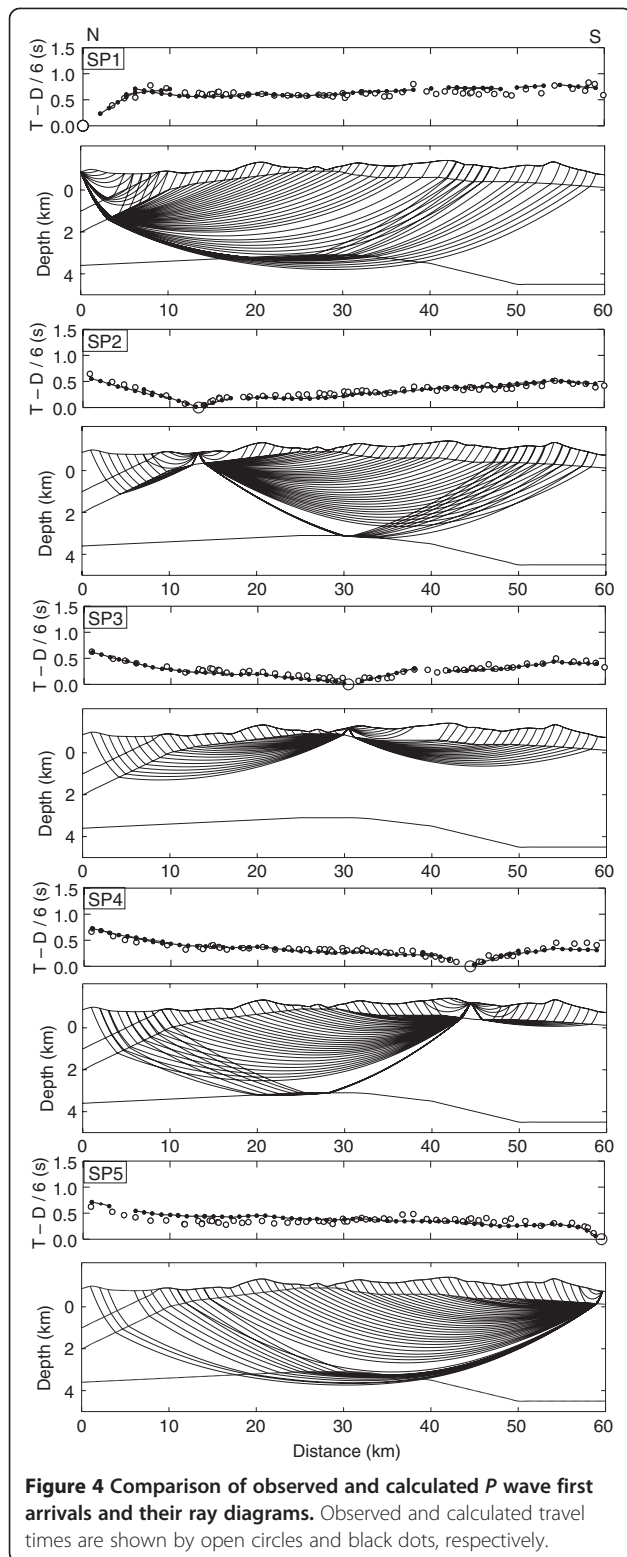 N S
SP1
T – D / 6 (s)
1.5
1.0
0.5
0.0
Depth (km)
0
2
4
0 10 20 30 40 50 60
SP2
T – D / 6 (s)
1.5
1.0
0.5
0.0
Depth (km)
0
2
4
0 10 20 30 40 50 60
SP3
T – D / 6 (s)
1.5
1.0
0.5
0.0
Depth (km)
0
2
4
0 10 20 30 40 50 60
SP4
T – D / 6 (s)
1.5
1.0
0.5
0.0
Depth (km)
0
2
4
0 10 20 30 40 50 60
SP5
T – D / 6 (s)
1.5
1.0
0.5
0.0
Depth (km)
0
2
4
0 10 20 30 40 50 60
Distance (km)
Figure 4 Comparison of observed and calculated P wave first
arrivals and their ray diagrams. Observed and calculated travel
times are shown by open circles and black dots, respectively.